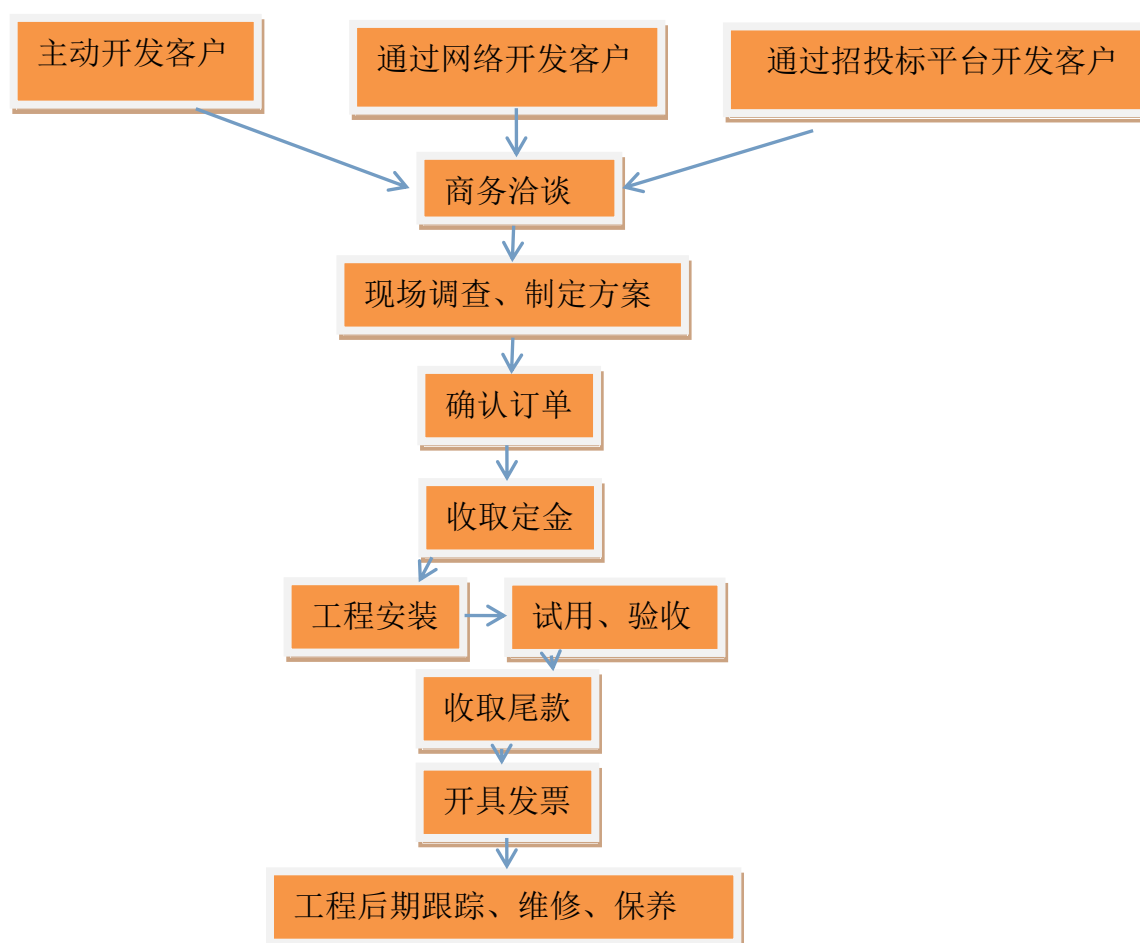 主动开发客户
通过网络开发客户
通过招投标平台开发客户
商务洽谈
现场调查、制定方案
确认订单
收取定金
工程安装
试用、验收
收取尾款
开具发票
工程后期跟踪、维修、保养